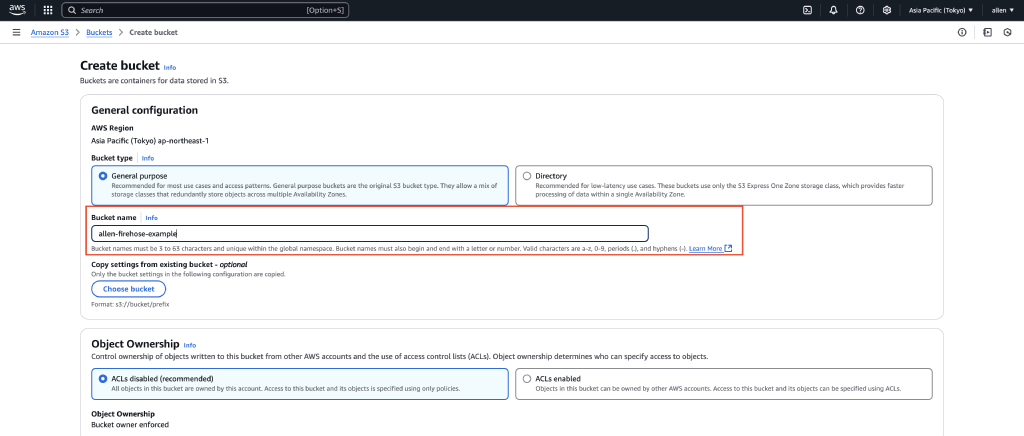 aws
Search
[Option+S]
Asia Pacific (Tokyo) ▼
allen ▼
Amazon S3 > Buckets > Create bucket
Create bucket Info
Buckets are containers for data stored in S3.
General configuration
AWS Region
Asia Pacific (Tokyo) ap-northeast-1
Bucket type Info
General purpose
Recommended for most use cases and access patterns. General purpose buckets are the original S3 bucket type. They allow a mix of
storage classes that redundantly store objects across multiple Availability Zones.
Directory
Recommended for low-latency use cases. These buckets use only the S3 Express One Zone storage class, which provides faster
processing of data within a single Availability Zone.
Bucket name Info
allen-firehose-example
Bucket names must be 3 to 63 characters and unique within the global namespace. Bucket names must also begin and end with a letter or number. Valid characters are a-z, 0-9, periods (.), and hyphens (-). Learn More
Copy settings from existing bucket - optional
Only the bucket settings in the following configuration are copied.
Choose bucket
Format: s3://bucket/prefix
Object Ownership Info
Control ownership of objects written to this bucket from other AWS accounts and the use of access control lists (ACLs). Object ownership determines who can specify access to objects.
ACLs disabled (recommended)
All objects in this bucket are owned by this account. Access to this bucket and its objects is specified using only policies.
ACLs enabled
Objects in this bucket can be owned by other AWS accounts. Access to this bucket and its objects can be specified using ACLs.
Object Ownership
Bucket owner enforced